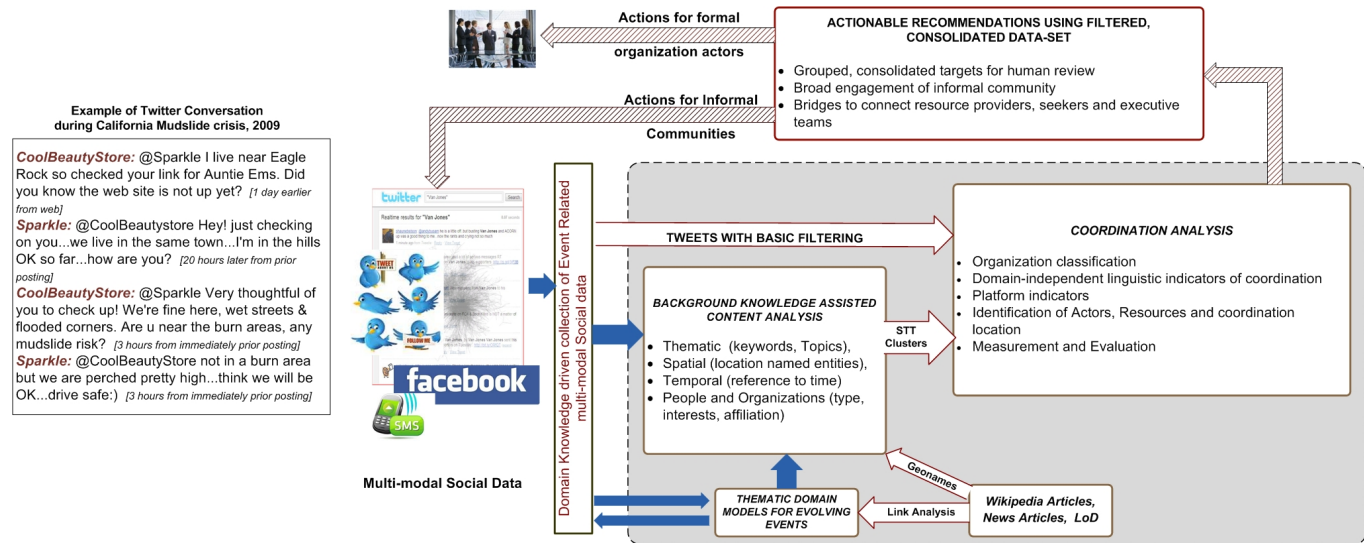 Example of Twitter Conversation
during California Mudslide crisis, 2009
CoolBeautyStore: @Sparkle I live near Eagle
Rock so checked your link for Auntie Ems. Did
you know the web site is not up yet? [1 day earlier
from web]
Sparkle: @CoolBeautystore Hey! just checking
on you...we live in the same town...I'm in the hills
OK so far...how are you? [20 hours later from prior
posting]
CoolBeautyStore: @Sparkle Very thoughtful of
you to check up! We're fine here, wet streets &
flooded corners. Are u near the burn areas, any
mudslide risk? [3 hours from immediately prior posting]
Sparkle: @CoolBeautyStore not in a burn area
but we are perched pretty high...think we will be
OK...drive safe:) [3 hours from immediately prior posting]
Actions for formal
organization actors
Actions for Informal
Communities
ACTIONABLE RECOMMENDATIONS USING FILTERED,
CONSOLIDATED DATA-SET
• Grouped, consolidated targets for human review
• Broad engagement of informal community
• Bridges to connect resource providers, seekers and executive
teams
twitter
"Van Jones"
Search
Realtime results for "Van Jones"
TWEET
FOLLOW ME
facebook
SMS
Multi-modal Social Data
Domain Knowledge driven collection of Event Related
multi-modal Social data
TWEETS WITH BASIC FILTERING
BACKGROUND KNOWLEDGE ASSISTED
CONTENT ANALYSIS
• Thematic (keywords, Topics),
• Spatial (location named entities),
• Temporal (reference to time)
• People and Organizations (type,
interests, affiliation)
STT
Clusters
COORDINATION ANALYSIS
• Organization classification
• Domain-independent linguistic indicators of coordination
• Platform indicators
• Identification of Actors, Resources and coordination
location
• Measurement and Evaluation
THEMATIC DOMAIN
MODELS FOR EVOLVING
EVENTS
Geonames
Link Analysis
Wikipedia Articles,
News Articles, LoD